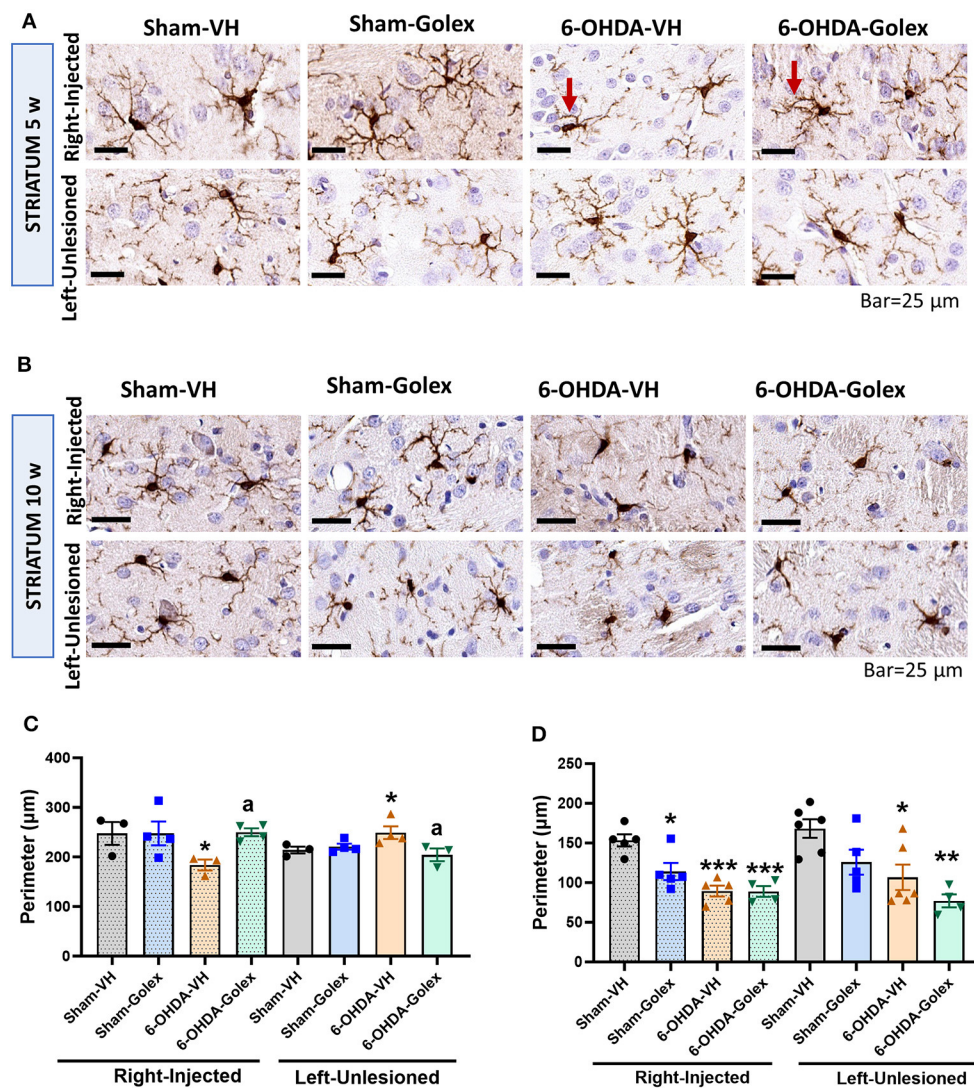 A
Sham-VH Sham-Golex 6-OHDA-VH 6-OHDA-Golex
STRIATUM 5 w
Right-Injected
Left-Unlesioned
Bar=25 µm
B
Sham-VH Sham-Golex 6-OHDA-VH 6-OHDA-Golex
STRIATUM 10 w
Right-Injected
Left-Unlesioned
Bar=25 µm
C
Perimeter (µm)
400
300
200
100
0
* a * a
Sham-VH Sham-Golex 6-OHDA-VH 6-OHDA-Golex Sham-VH Sham-Golex 6-OHDA-VH 6-OHDA-Golex
Right-Injected Left-Unlesioned
D
Perimeter (µm)
250
200
150
100
50
0
* *** *** * **
Sham-VH Sham-Golex 6-OHDA-VH 6-OHDA-Golex Sham-VH Sham-Golex 6-OHDA-VH 6-OHDA-Golex
Right-Injected Left-Unlesioned